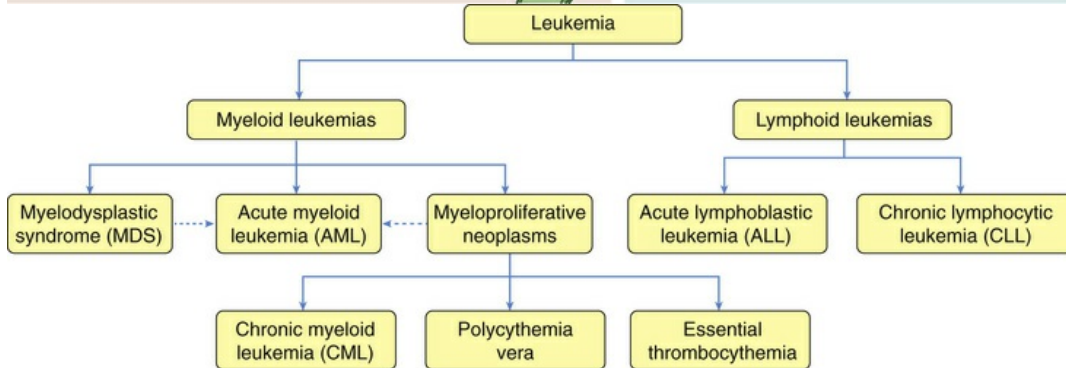 Leukemia
Myeloid leukemias
Lymphoid leukemias
Myelodysplastic
syndrome (MDS)
Acute myeloid
leukemia (AML)
Myeloproliferative
neoplasms
Acute lymphoblastic
leukemia (ALL)
Chronic lymphocytic
leukemia (CLL)
Chronic myeloid
leukemia (CML)
Polycythemia
vera
Essential
thrombocythemia